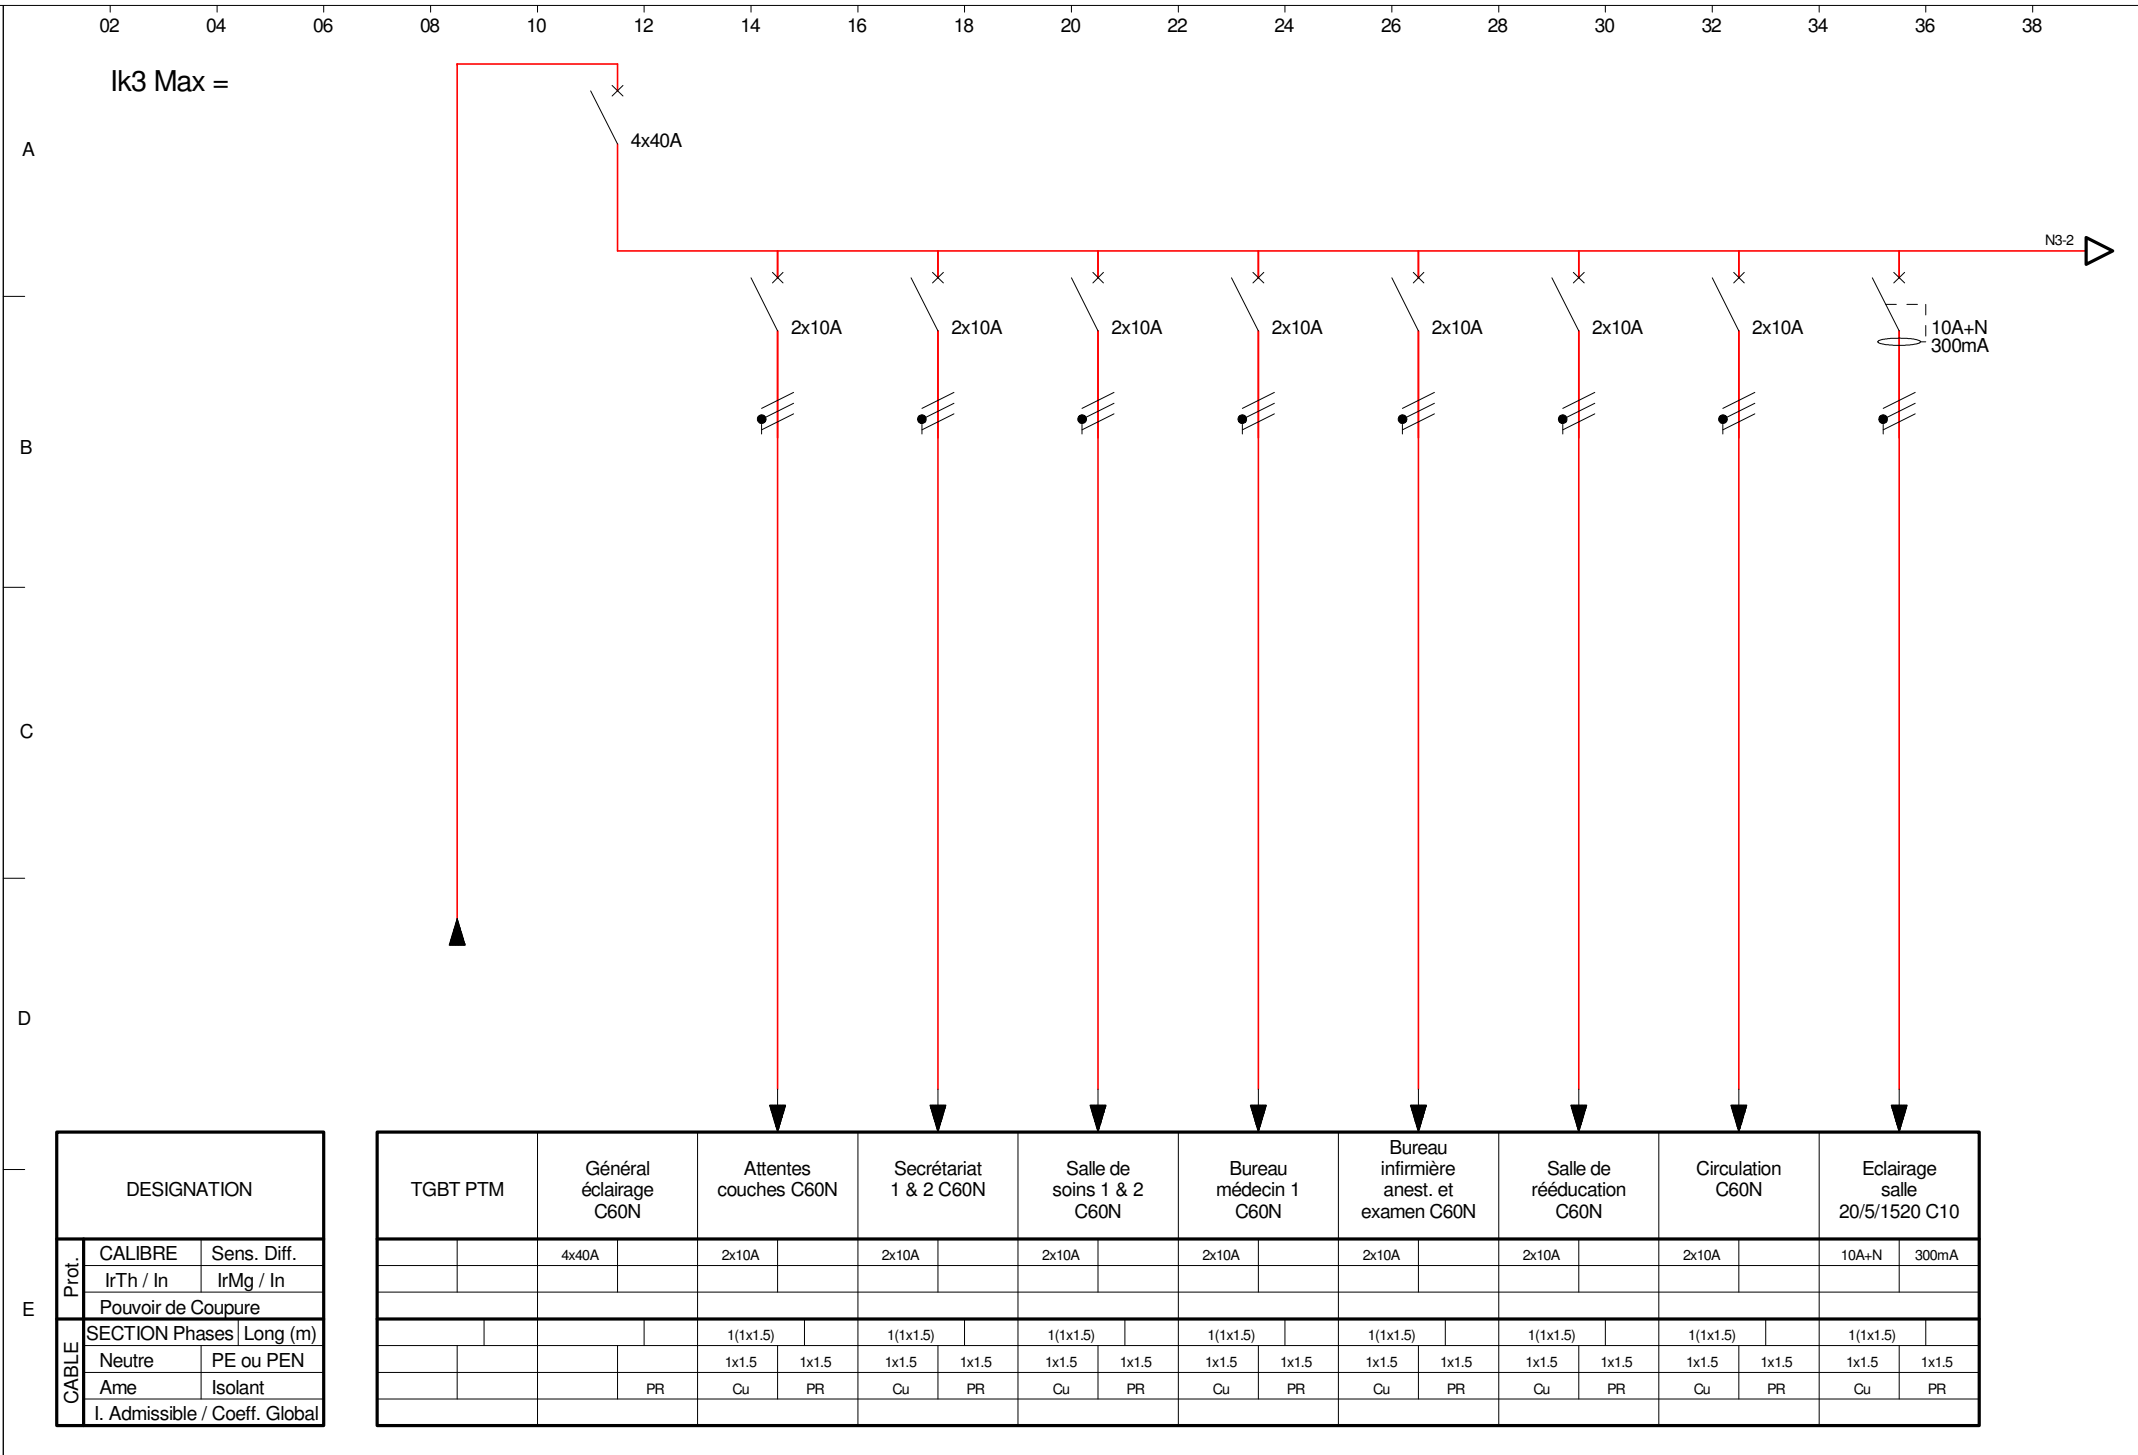 02 04 06 08 10 12 14 16 18 20 22 24 26 28 30 32 34 36 38
Ik3 Max =
A
4x40A
N3-2
2x10A 2x10A 2x10A 2x10A 2x10A 2x10A 2x10A 10A+N
300mA
B
C
D
E
DESIGNATION
Prot.
CALIBRE Sens. Diff.
IrTh / In IrMg / In
Pouvoir de Coupure
CABLE
SECTION Phases Long (m)
Neutre PE ou PEN
Ame Isolant
I. Admissible / Coeff. Global
TGBT PTM
Général
éclairage
C60N
Attentes
couches C60N
Secrétariat
1 & 2 C60N
Salle de
soins 1 & 2
C60N
Bureau
médecin 1
C60N
Bureau
infirmière
anest. et
examen C60N
Salle de
rééducation
C60N
Circulation
C60N
Eclairage
salle
20/5/1520 C10
4x40A 2x10A 2x10A 2x10A 2x10A 2x10A 2x10A 2x10A 10A+N 300mA
1(1x1.5) 1(1x1.5) 1(1x1.5) 1(1x1.5) 1(1x1.5) 1(1x1.5) 1(1x1.5) 1(1x1.5)
1x1.5 1x1.5 1x1.5 1x1.5 1x1.5 1x1.5 1x1.5 1x1.5 1x1.5 1x1.5 1x1.5 1x1.5 1x1.5 1x1.5 1x1.5 1x1.5
PR Cu PR Cu PR Cu PR Cu PR Cu PR Cu PR Cu PR Cu PR